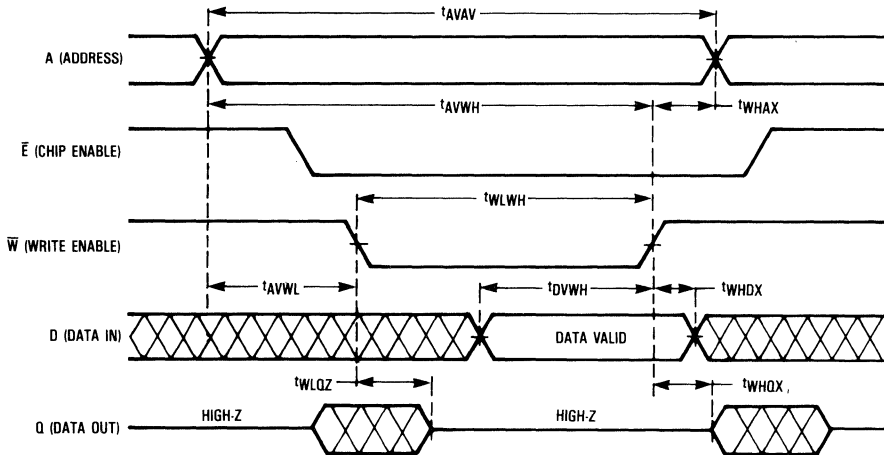 tAVAV
A (ADDRESS)
tAVWH
tWHAX
E̅ (CHIP ENABLE)
tWLWH
W̅ (WRITE ENABLE)
tAVWL
tDVWH
tWHDX
D (DATA IN)
DATA VALID
tWLQZ
tWHQX
HIGH-Z
HIGH-Z
Q (DATA OUT)